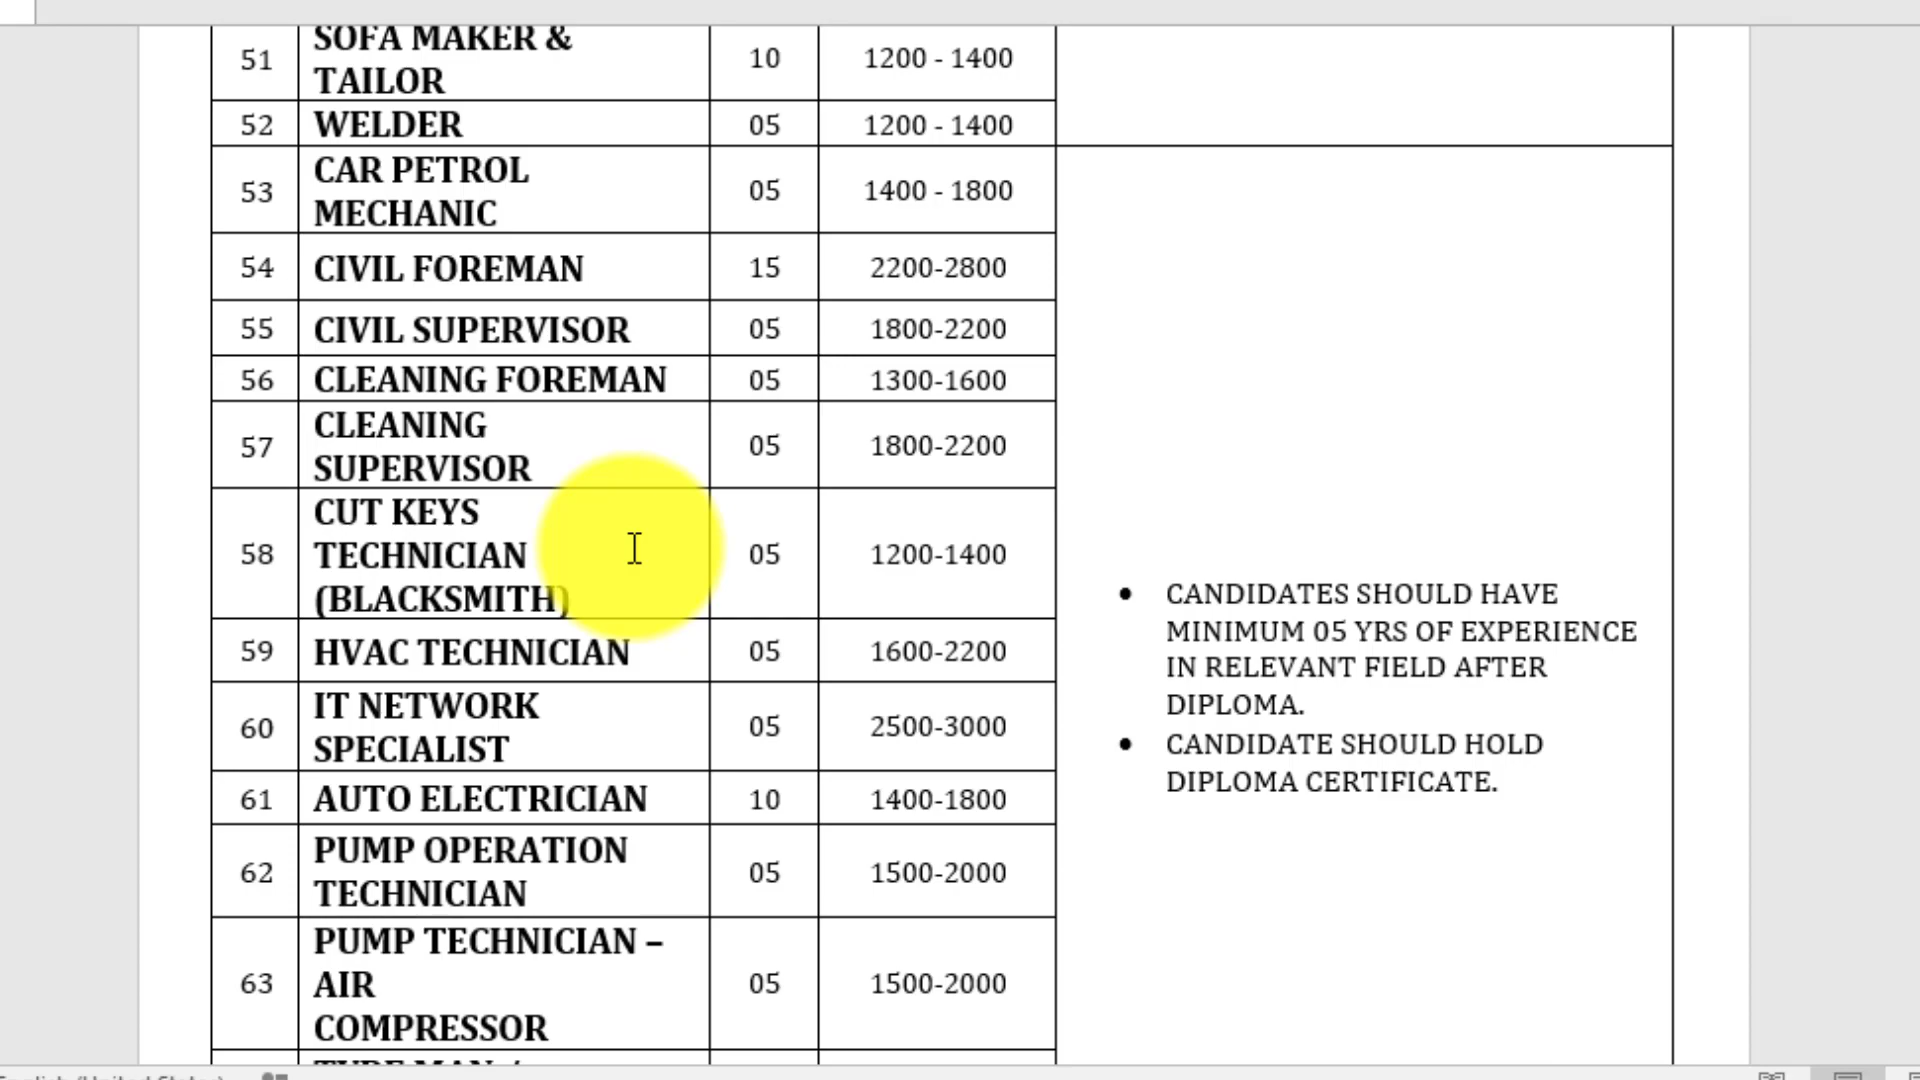 51 SOFA MAKER & TAILOR 10 1200 - 1400
52 WELDER 05 1200 - 1400
53 CAR PETROL MECHANIC 05 1400 - 1800
54 CIVIL FOREMAN 15 2200-2800
55 CIVIL SUPERVISOR 05 1800-2200
56 CLEANING FOREMAN 05 1300-1600
57 CLEANING SUPERVISOR 05 1800-2200
58 CUT KEYS TECHNICIAN (BLACKSMITH) 05 1200-1400
59 HVAC TECHNICIAN 05 1600-2200
60 IT NETWORK SPECIALIST 05 2500-3000
61 AUTO ELECTRICIAN 10 1400-1800
62 PUMP OPERATION TECHNICIAN 05 1500-2000
63 PUMP TECHNICIAN – AIR COMPRESSOR 05 1500-2000
• CANDIDATES SHOULD HAVE
MINIMUM 05 YRS OF EXPERIENCE
IN RELEVANT FIELD AFTER
DIPLOMA.
• CANDIDATE SHOULD HOLD
DIPLOMA CERTIFICATE.